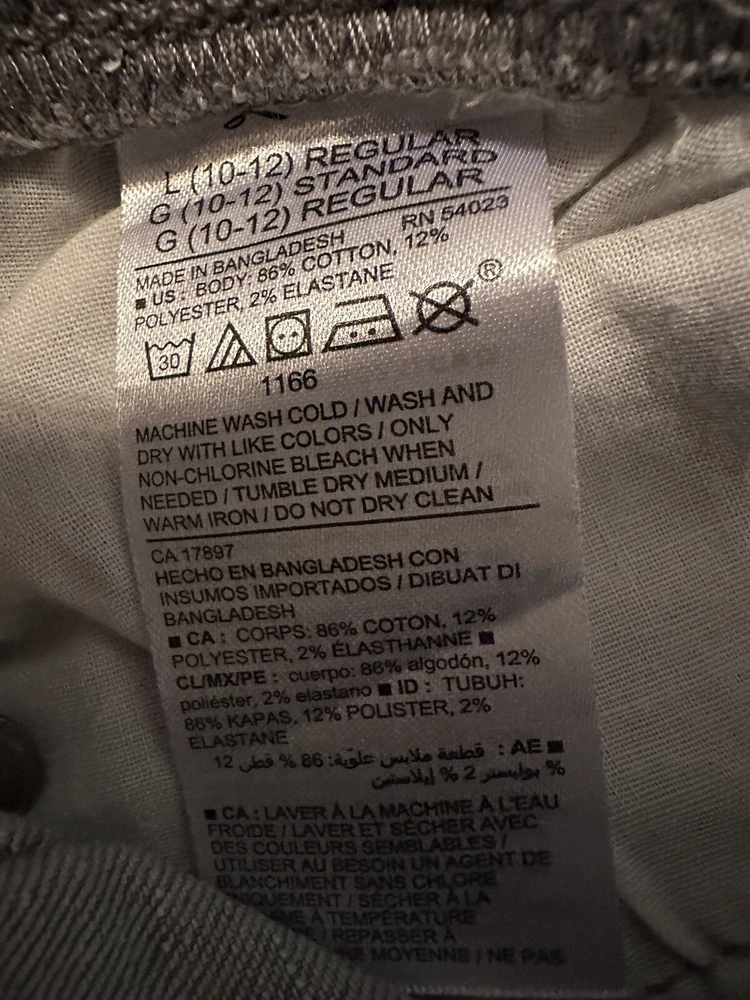 L (10-12) REGULAR
G (10-12) STANDARD
G (10-12) REGULAR
MADE IN BANGLADESH RN 54023
■ US : BODY: 86% COTTON, 12%
POLYESTER, 2% ELASTANE
30 ®
1166
MACHINE WASH COLD / WASH AND
DRY WITH LIKE COLORS / ONLY
NON-CHLORINE BLEACH WHEN
NEEDED / TUMBLE DRY MEDIUM /
WARM IRON / DO NOT DRY CLEAN
CA 17897
HECHO EN BANGLADESH CON
INSUMOS IMPORTADOS / DIBUAT DI
BANGLADESH
■ CA : CORPS: 86% COTON, 12%
POLYESTER, 2% ÉLASTHANNE ■
CL/MX/PE : cuerpo: 86% algodón, 12%
poliéster, 2% elastano ■ ID : TUBUH:
86% KAPAS, 12% POLISTER, 2%
ELASTANE
■ AE : قطعة ملابس علوّية: 86 % قطن 12
% بوليستر 2 % إيلاستين
■ CA : LAVER À LA MACHINE À L'EAU
FROIDE / LAVER ET SÉCHER AVEC
DES COULEURS SEMBLABLES /
UTILISER AU BESOIN UN AGENT DE
BLANCHIMENT SANS CHLORE
SÉCHER À LA
À TEMPÉRATURE
/ REPASSER À
MOYENNE / NE PAS